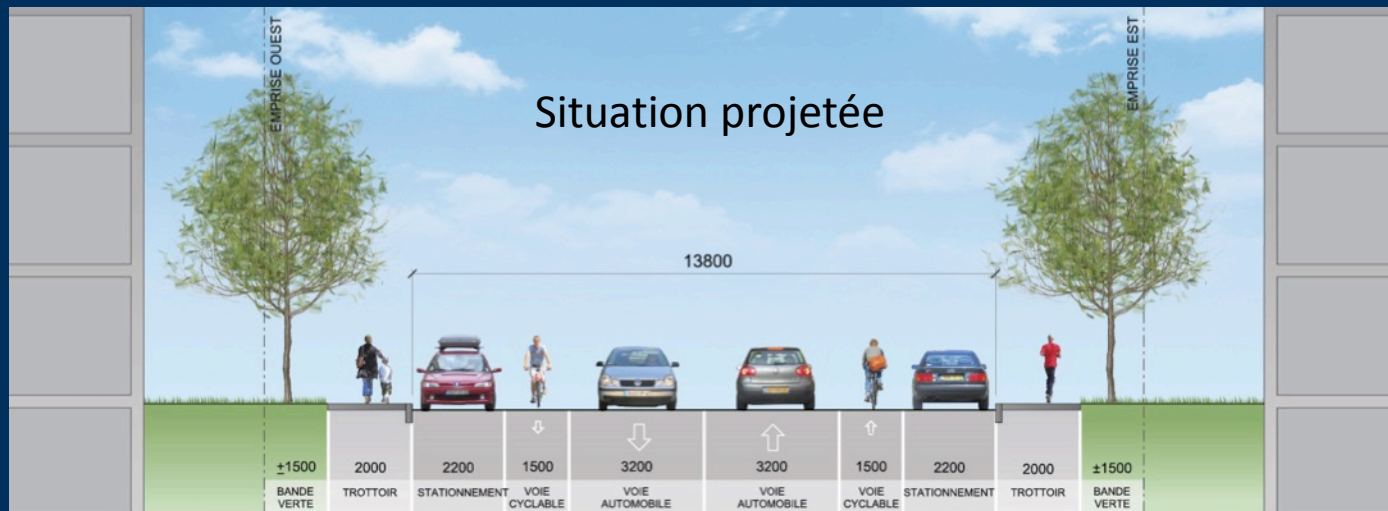 EMPRISE OUEST
EMPRISE EST
Situation projetée
13800
±1500 2000 2200 1500 3200 3200 1500 2200 2000 ±1500
BANDE VERTE
TROTTOIR
STATIONNEMENT
VOIE CYCLABLE
VOIE AUTOMOBILE
VOIE AUTOMOBILE
VOIE CYCLABLE
STATIONNEMENT
TROTTOIR
BANDE VERTE